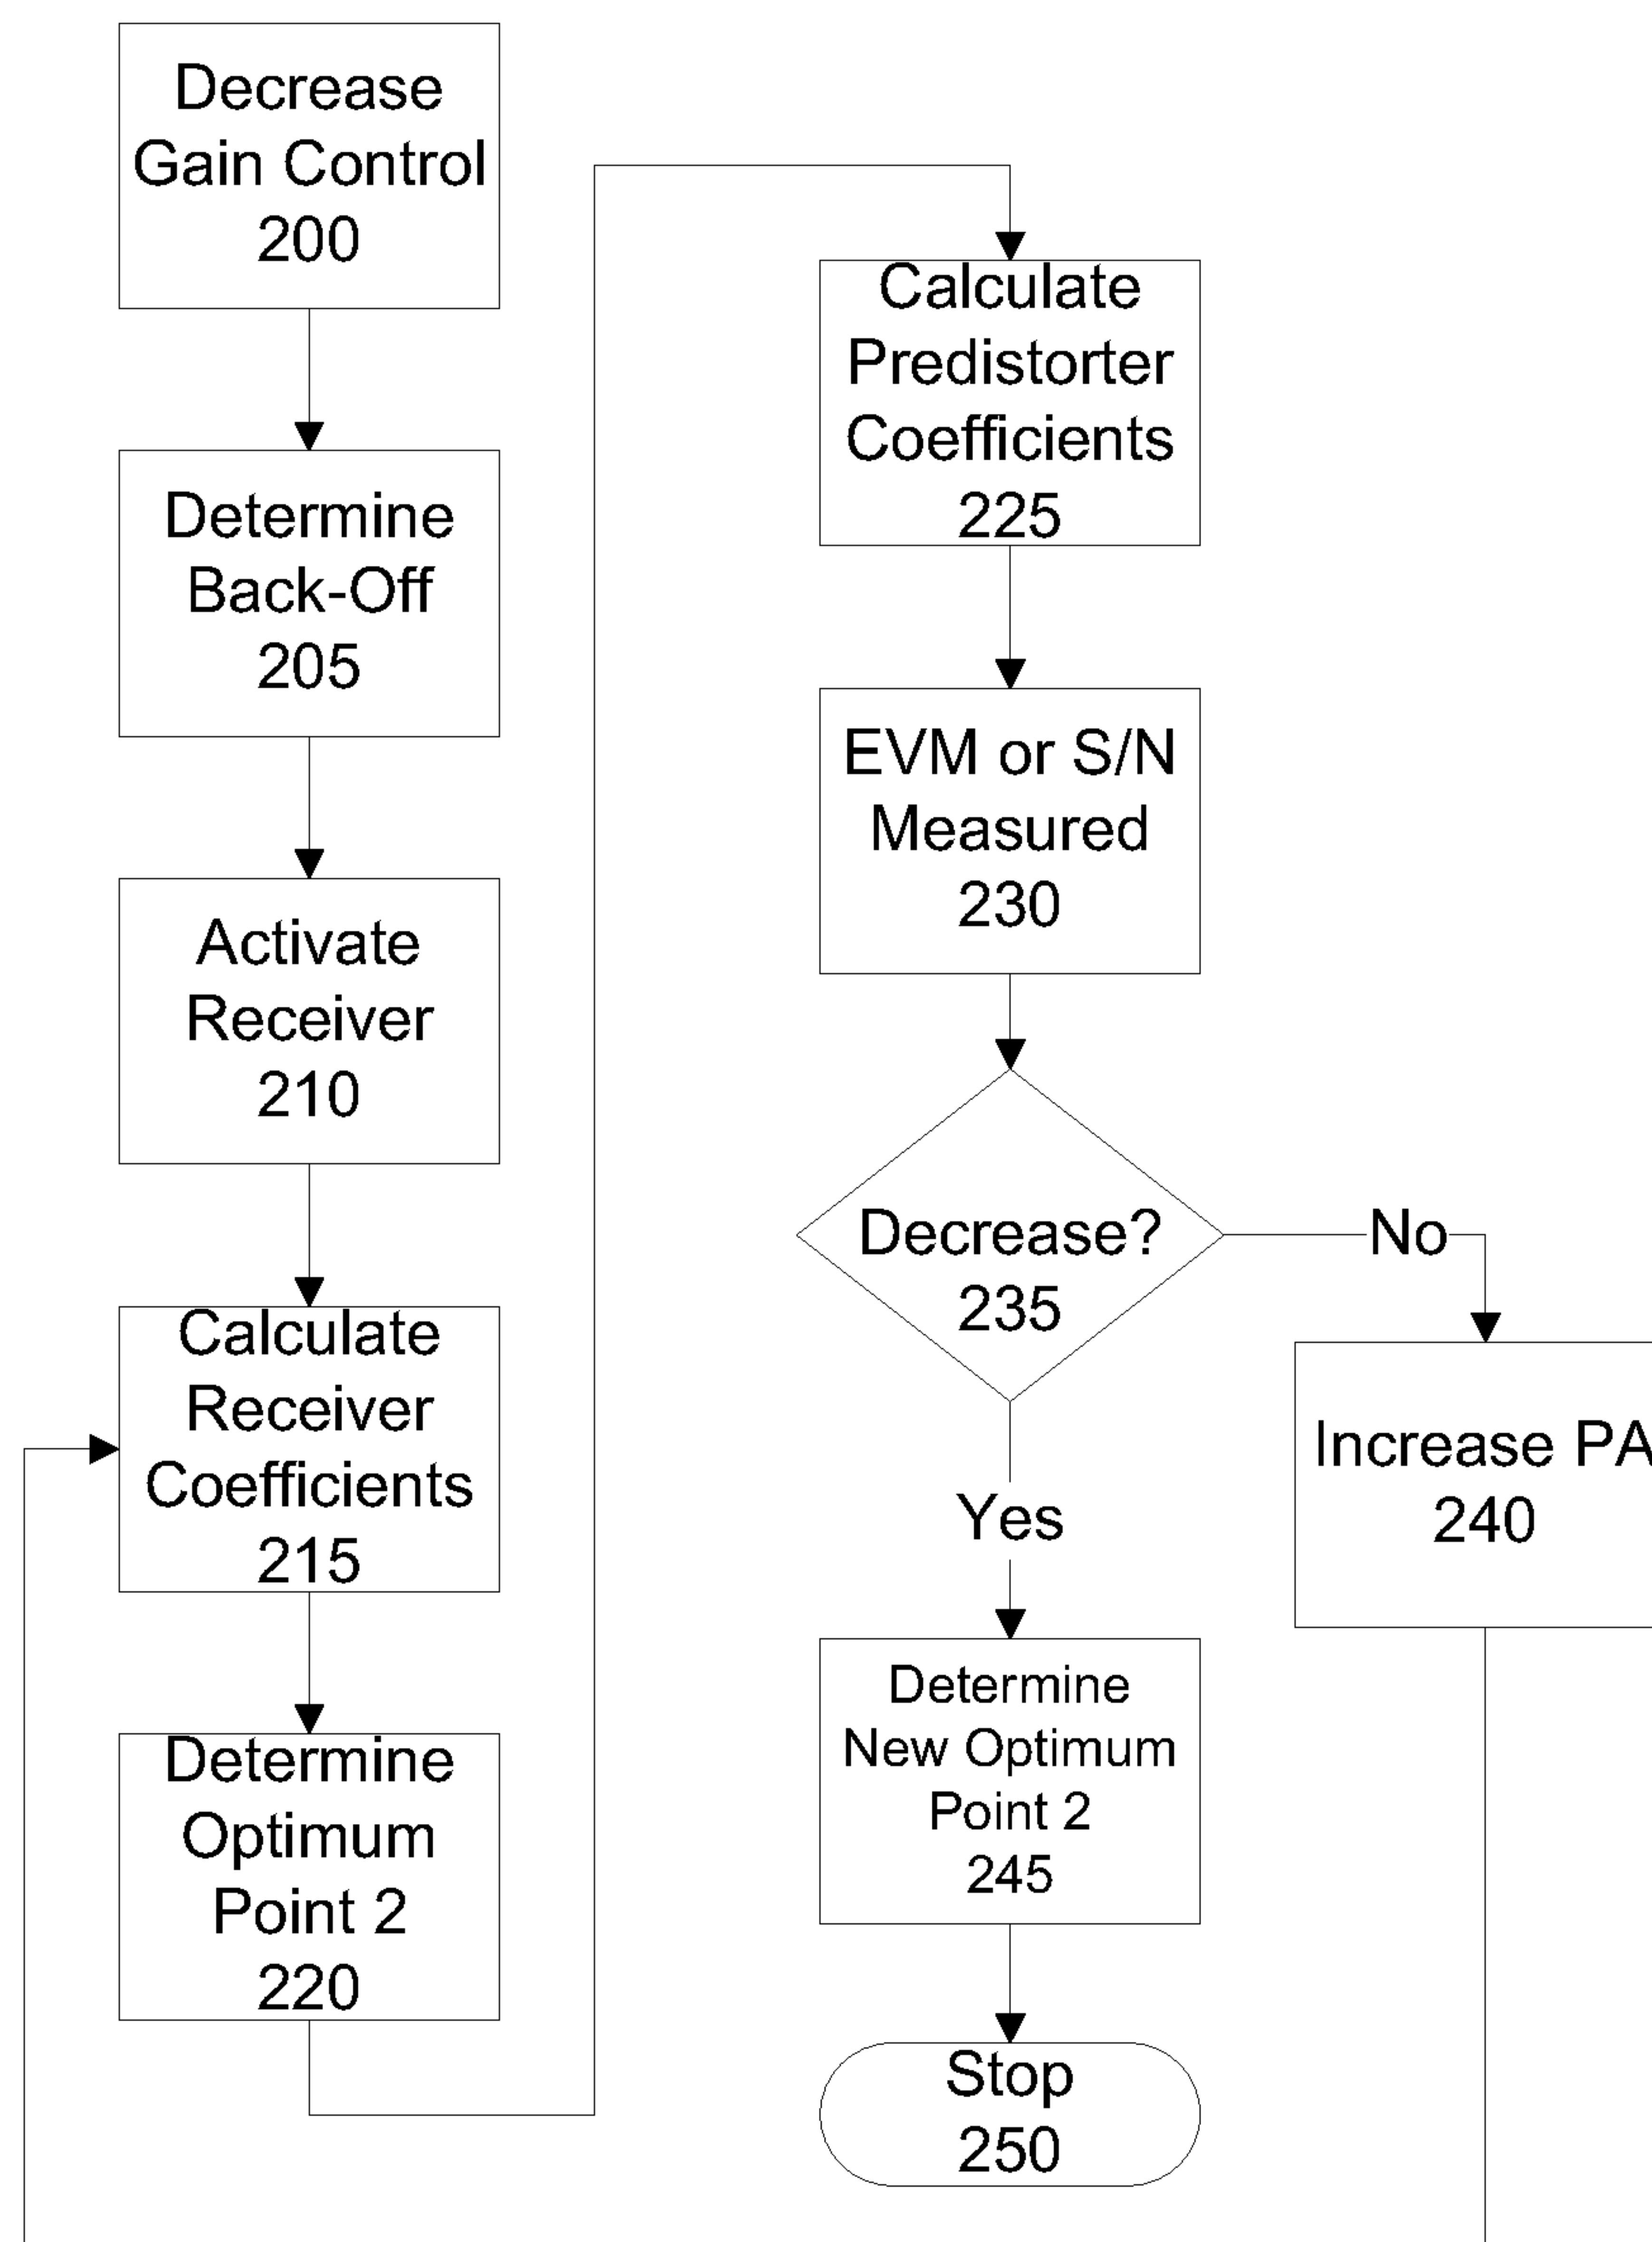 Decrease
Gain Control
200
Determine
Back-Off
205
Activate
Receiver
210
Calculate
Receiver
Coefficients
215
Determine
Optimum
Point 2
220
Calculate
Predistorter
Coefficients
225
EVM or S/N
Measured
230
Decrease?
235
No
Increase PA
240
Yes
Determine
New Optimum
Point 2
245
Stop
250